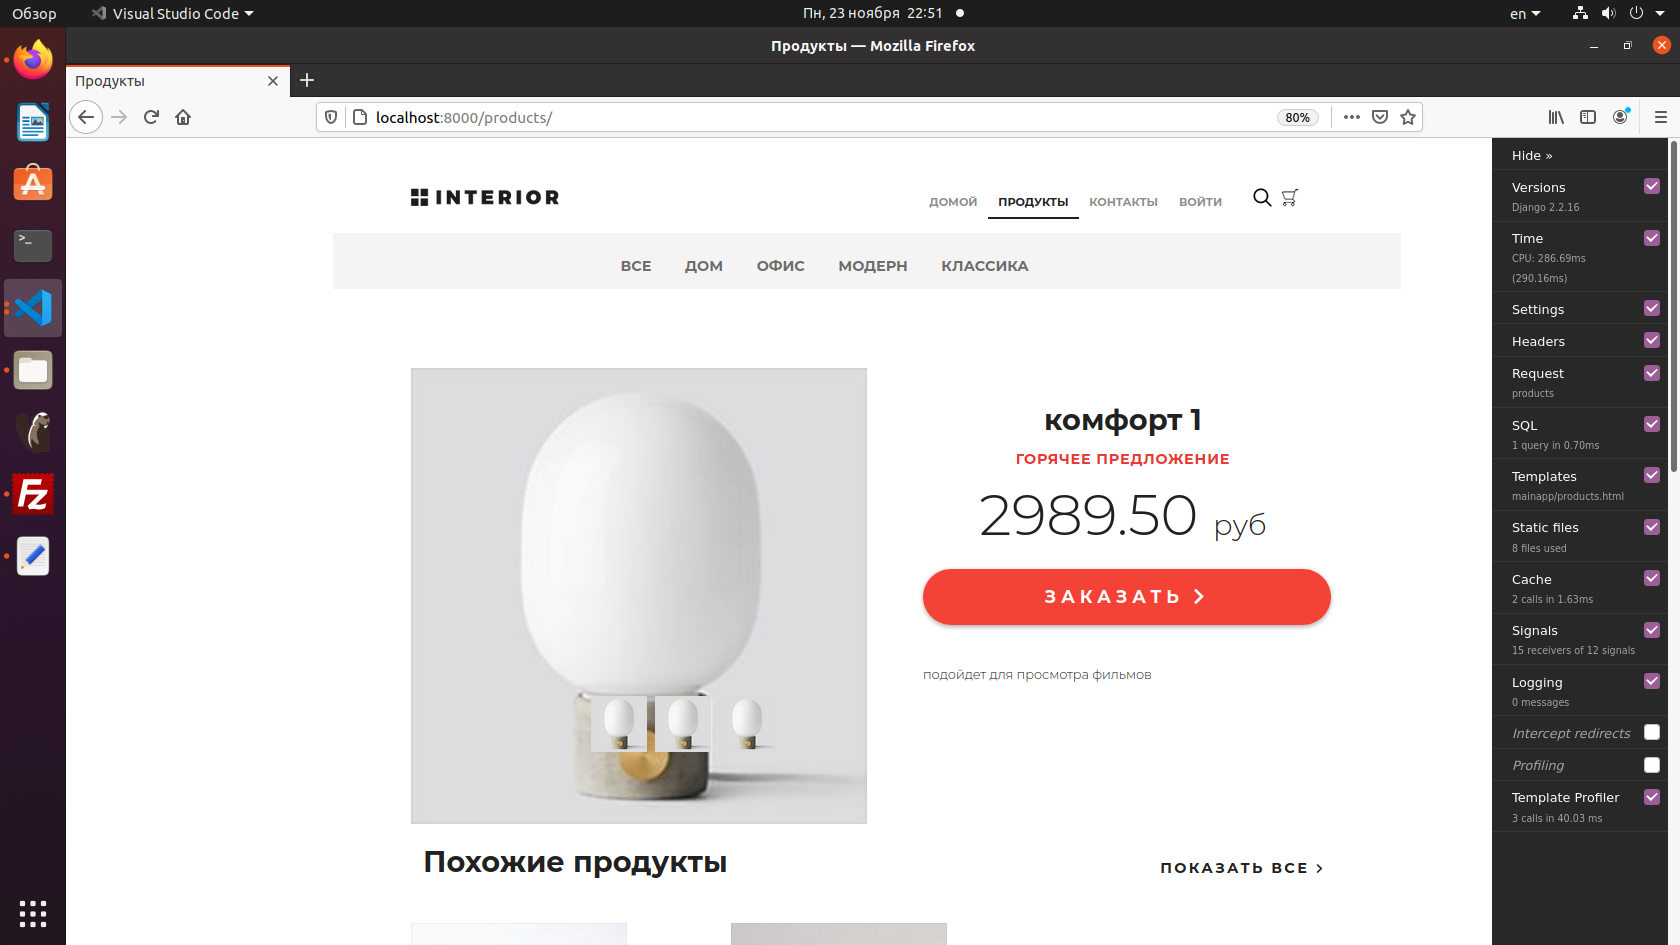 Обзор
Visual Studio Code
Пн, 23 ноября 22:51
en
Продукты — Mozilla Firefox
Продукты
localhost:8000/products/
80%
INTERIOR
ДОМОЙ
ПРОДУКТЫ
КОНТАКТЫ
ВОЙТИ
ВСЕ
ДОМ
ОФИС
МОДЕРН
КЛАССИКА
комфорт 1
ГОРЯЧЕЕ ПРЕДЛОЖЕНИЕ
2989.50 руб
ЗАКАЗАТЬ
подойдет для просмотра фильмов
Похожие продукты
ПОКАЗАТЬ ВСЕ
Hide »
Versions
Django 2.2.16
Time
CPU: 286.69ms
(290.16ms)
Settings
Headers
Request
products
SQL
1 query in 0.70ms
Templates
mainapp/products.html
Static files
8 files used
Cache
2 calls in 1.63ms
Signals
15 receivers of 12 signals
Logging
0 messages
Intercept redirects
Profiling
Template Profiler
3 calls in 40.03 ms